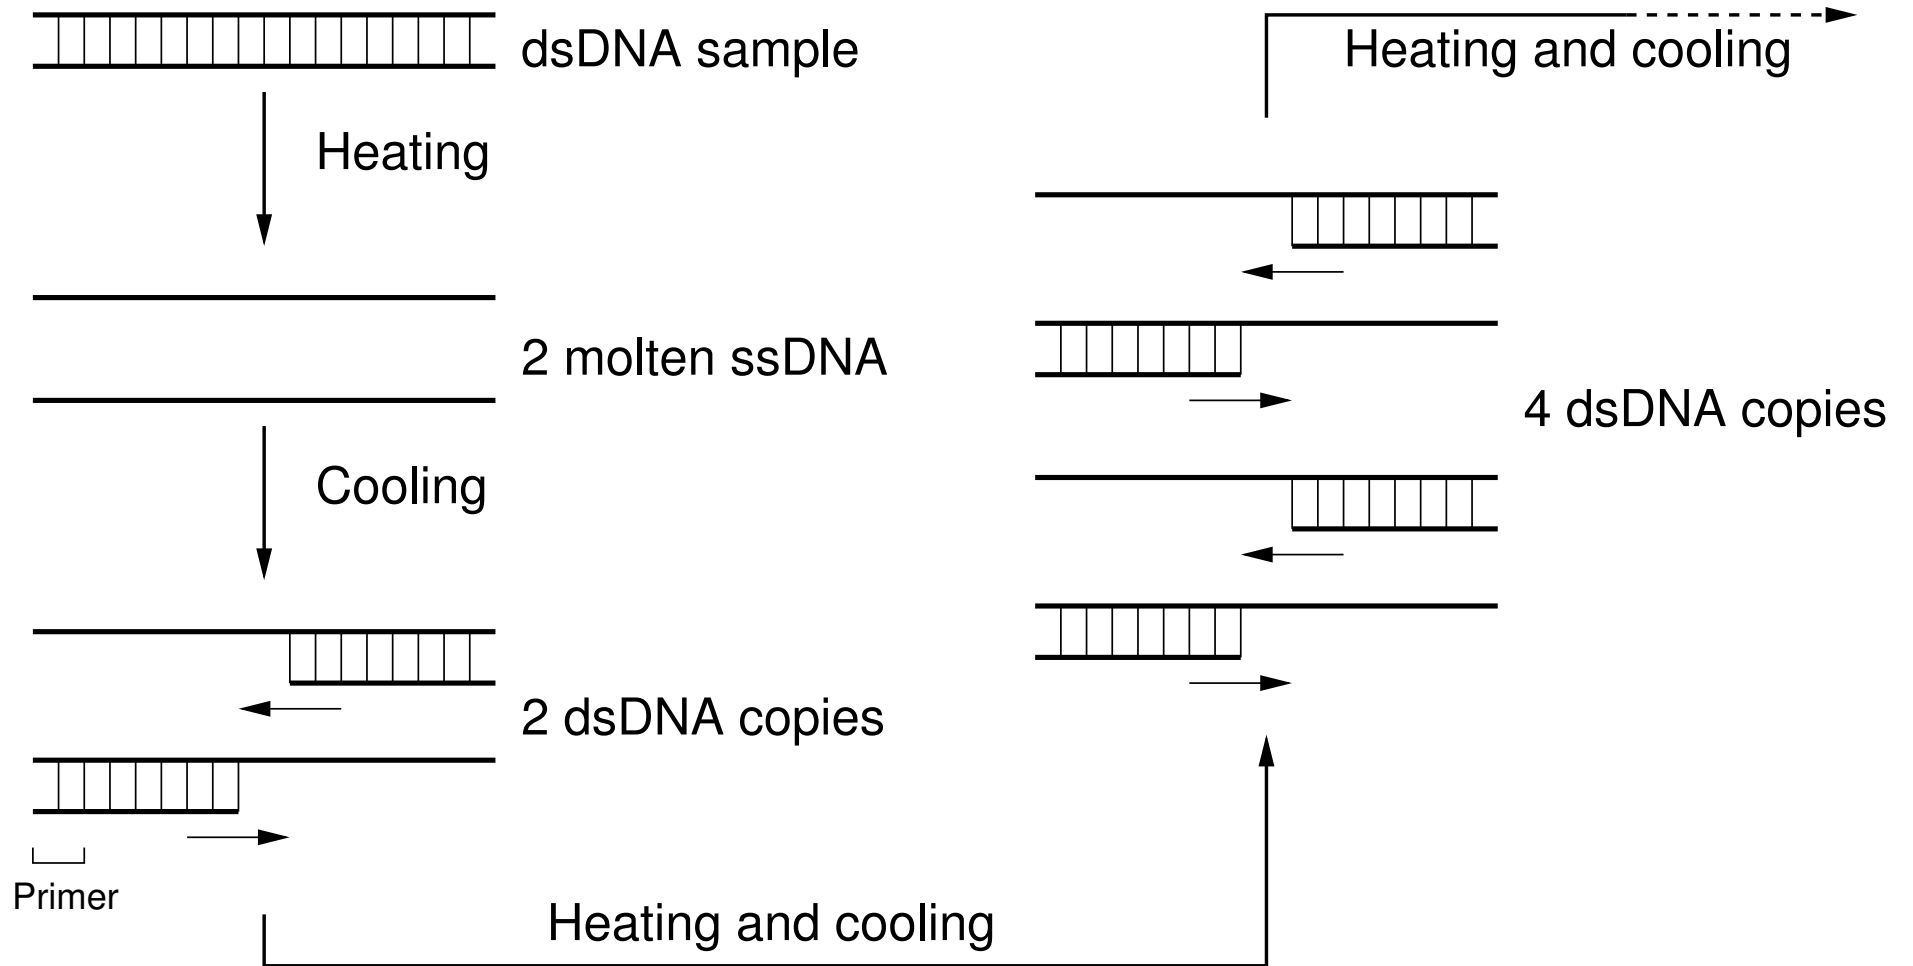 dsDNA sample
Heating
2 molten ssDNA
Cooling
2 dsDNA copies
Primer
Heating and cooling
4 dsDNA copies
Heating and cooling